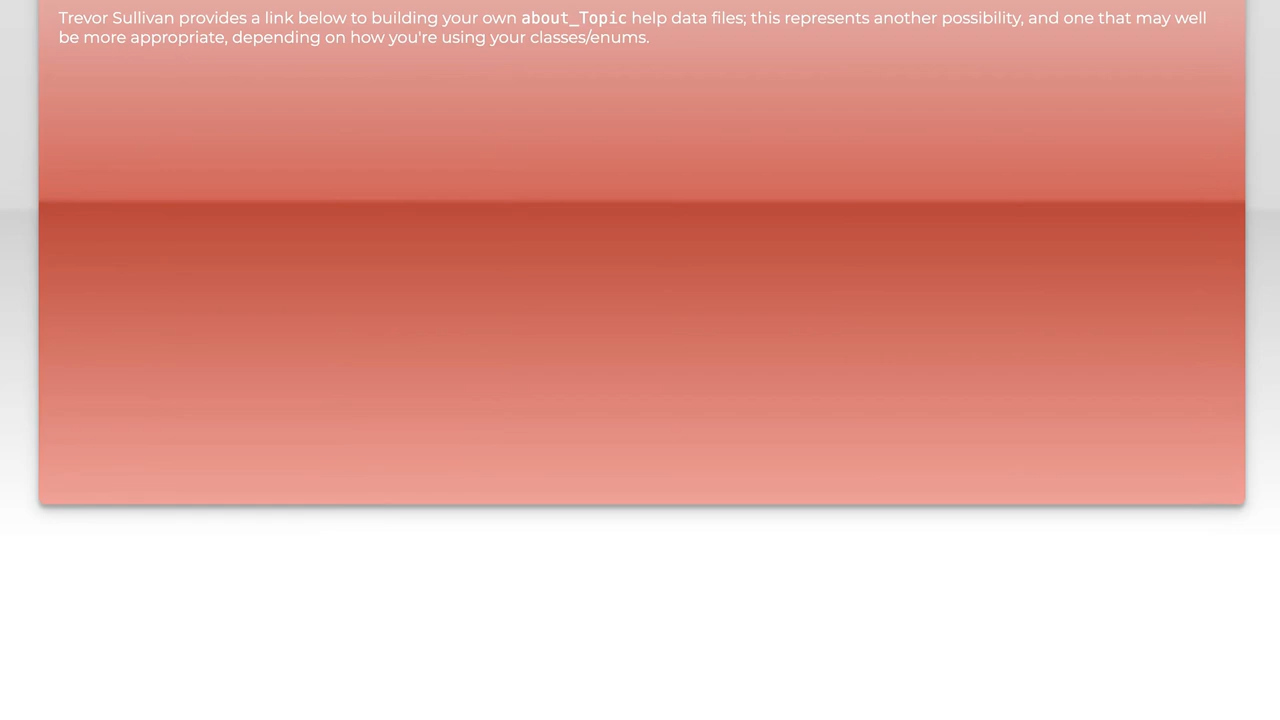 Trevor Sullivan provides a link below to building your own about_Topic help data files; this represents another possibility, and one that may well
be more appropriate, depending on how you're using your classes/enums.